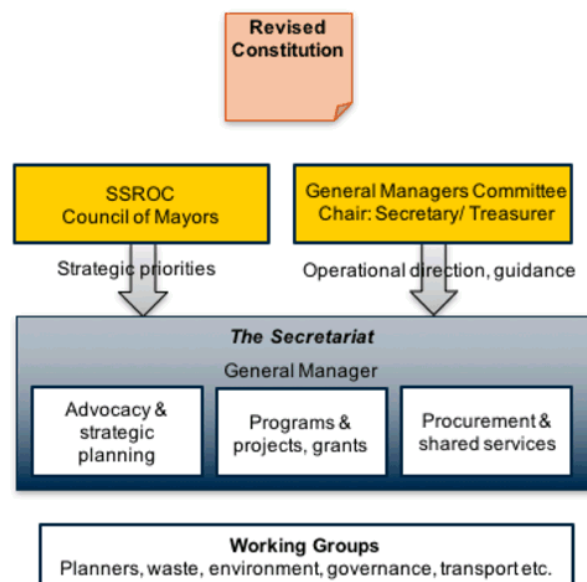 Revised
Constitution
SSROC
Council of Mayors
General Managers Committee
Chair: Secretary/ Treasurer
Strategic priorities
Operational direction, guidance
The Secretariat
General Manager
Advocacy &
strategic
planning
Programs &
projects, grants
Procurement &
shared services
Working Groups
Planners, waste, environment, governance, transport etc.